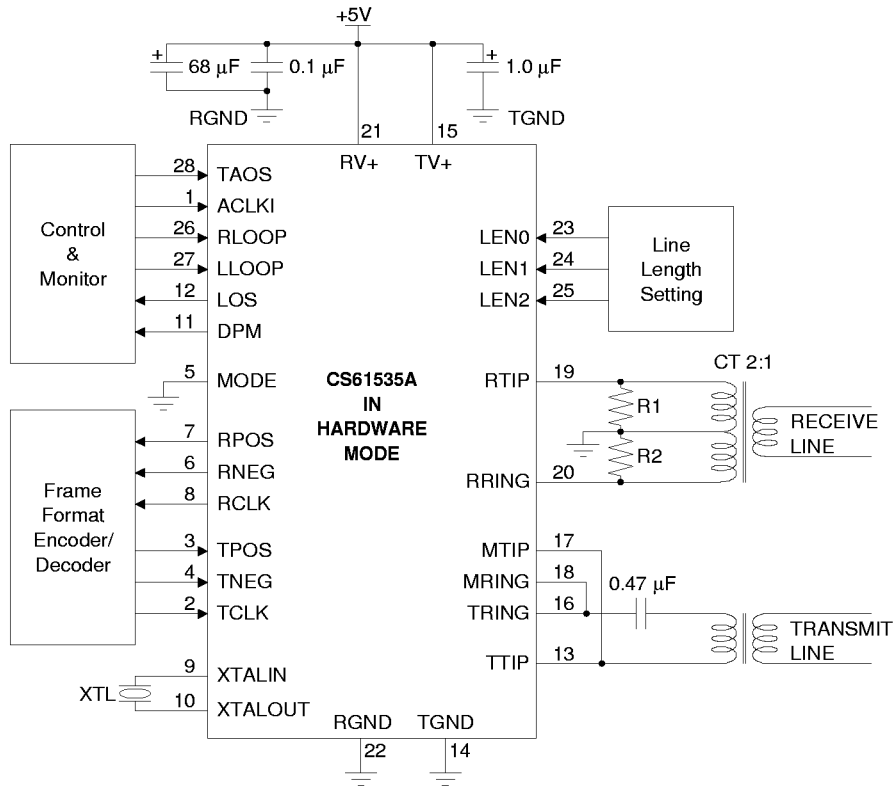 +5V
+
68 µF
0.1 µF
+
1.0 µF
RGND
21
15
TGND
RV+
TV+
Control
&
Monitor
28
TAOS
1
ACLKI
26
RLOOP
27
LLOOP
12
LOS
11
DPM
5
MODE
LEN0
23
LEN1
24
LEN2
25
Line
Length
Setting
CS61535A
IN
HARDWARE
MODE
Frame
Format
Encoder/
Decoder
7
RPOS
6
RNEG
8
RCLK
3
TPOS
4
TNEG
2
TCLK
RTIP
19
R1
R2
RRING
20
CT 2:1
RECEIVE
LINE
MTIP
17
MRING
18
TRING
16
TTIP
13
0.47 µF
TRANSMIT
LINE
XTL
9
XTALIN
10
XTALOUT
RGND
TGND
22
14